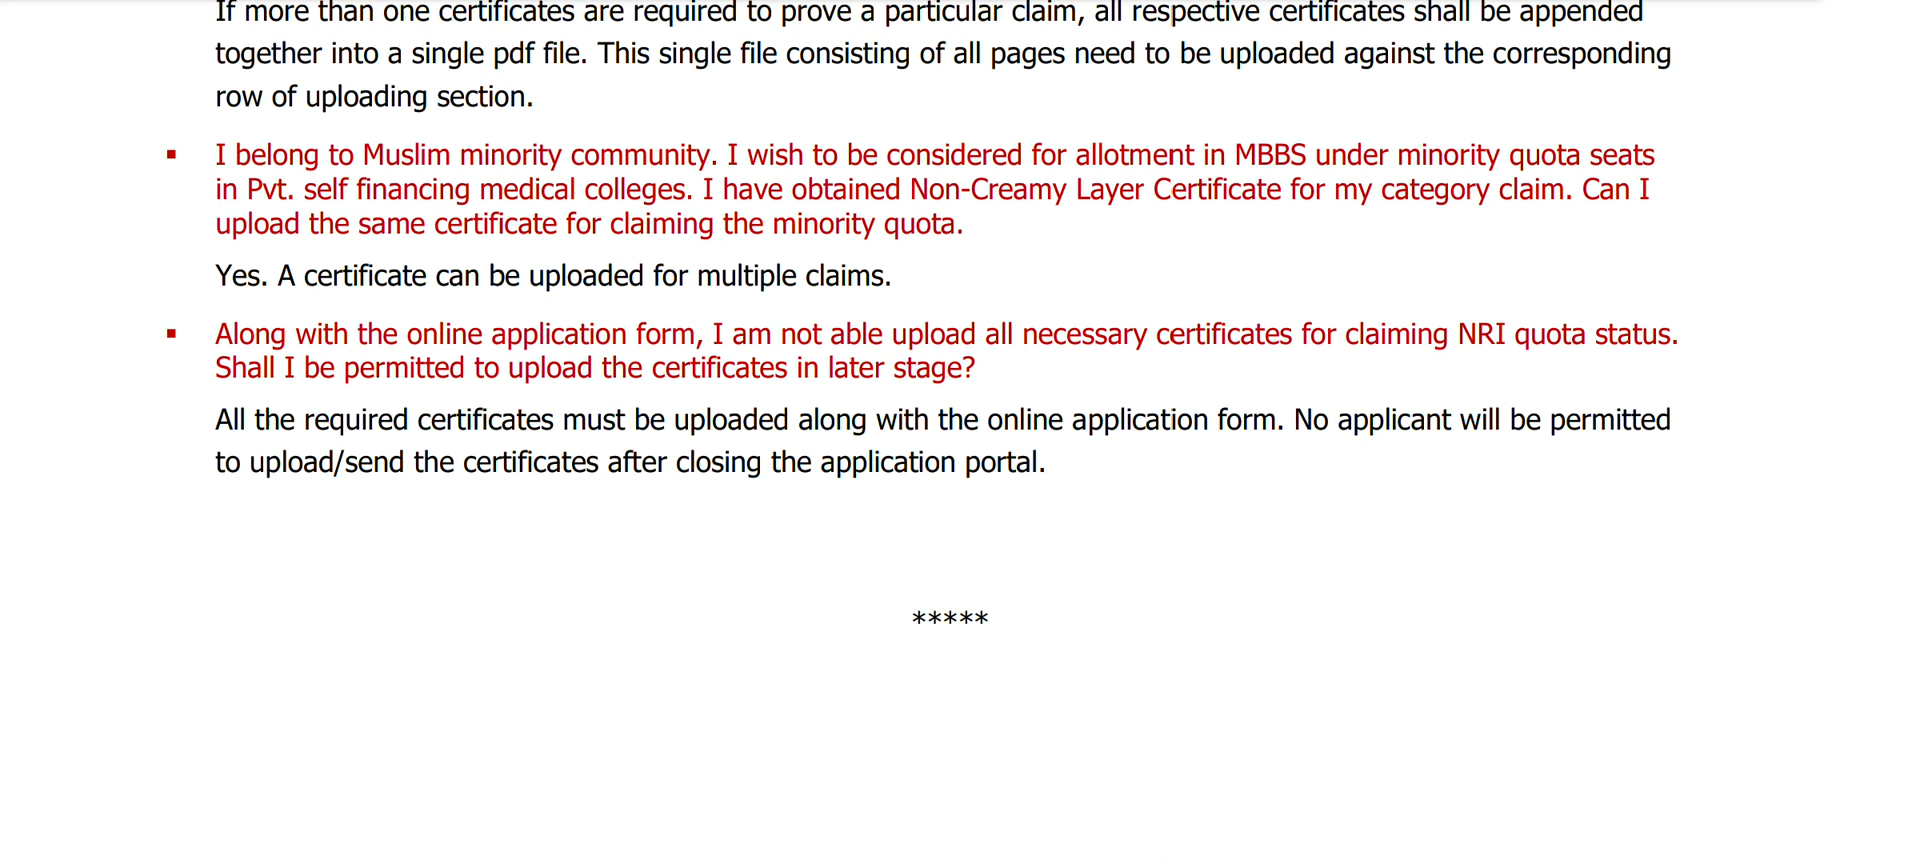 If more than one certificates are required to prove a particular claim, all respective certificates shall be appended
together into a single pdf file. This single file consisting of all pages need to be uploaded against the corresponding
row of uploading section.
▪ I belong to Muslim minority community. I wish to be considered for allotment in MBBS under minority quota seats
in Pvt. self financing medical colleges. I have obtained Non-Creamy Layer Certificate for my category claim. Can I
upload the same certificate for claiming the minority quota.
Yes. A certificate can be uploaded for multiple claims.
▪ Along with the online application form, I am not able upload all necessary certificates for claiming NRI quota status.
Shall I be permitted to upload the certificates in later stage?
All the required certificates must be uploaded along with the online application form. No applicant will be permitted
to upload/send the certificates after closing the application portal.
*****